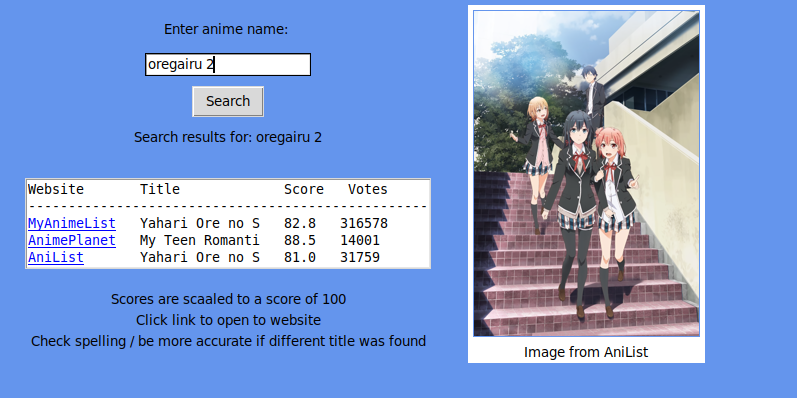 Enter anime name:
oregairu 2
Search
Search results for: oregairu 2
Website Title Score Votes
--------------------------------------------------
MyAnimeList Yahari Ore no S 82.8 316578
AnimePlanet My Teen Romanti 88.5 14001
AniList Yahari Ore no S 81.0 31759
Scores are scaaled to a score of 100
Click link to open to website
Check spelling / be more accurate if different title was found
Image from AniList